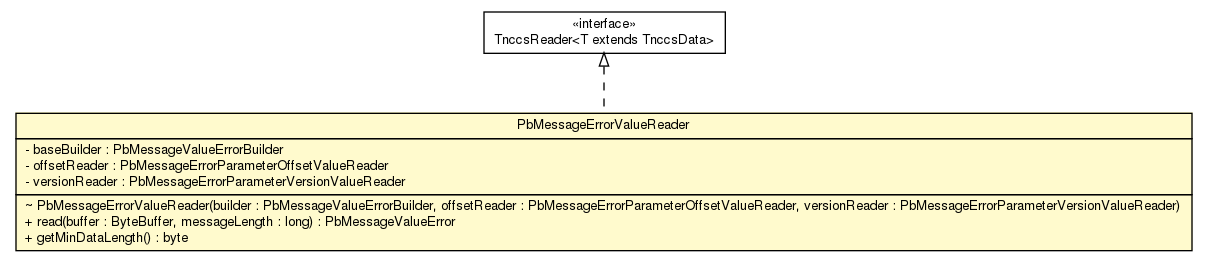 «interface»
TnccsReader<T extends TnccsData>
PbMessageErrorValueReader
- baseBuilder : PbMessageValueErrorBuilder
- offsetReader : PbMessageErrorParameterOffsetValueReader
- versionReader : PbMessageErrorParameterVersionValueReader
~ PbMessageErrorValueReader(builder : PbMessageValueErrorBuilder, offsetReader : PbMessageErrorParameterOffsetValueReader, versionReader : PbMessageErrorParameterVersionValueReader)
+ read(buffer : ByteBuffer, messageLength : long) : PbMessageValueError
+ getMinDataLength() : byte